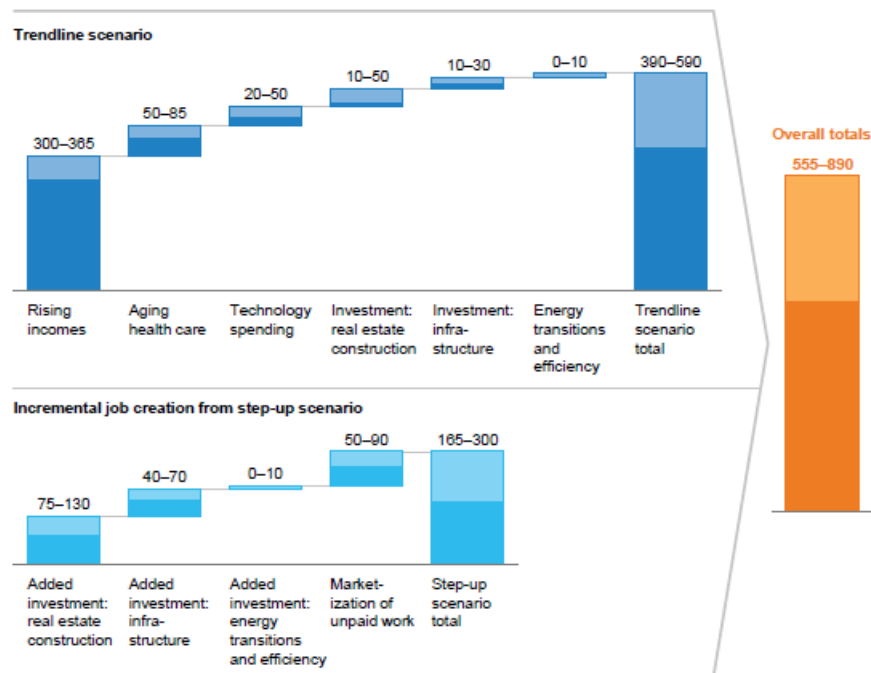 Trendline scenario
300–365
50–85
20–50
10–50
10–30
0–10
390–590
Rising
incomes
Aging
health care
Technology
spending
Investment:
real estate
construction
Investment:
infra-
structure
Energy
transitions
and
efficiency
Trendline
scenario
total
Overall totals
555–890
Incremental job creation from step-up scenario
75–130
40–70
0–10
50–90
165–300
Added
investment:
real estate
construction
Added
investment:
infra-
structure
Added
investment:
energy
transitions
and efficiency
Market-
ization of
unpaid work
Step-up
scenario
total